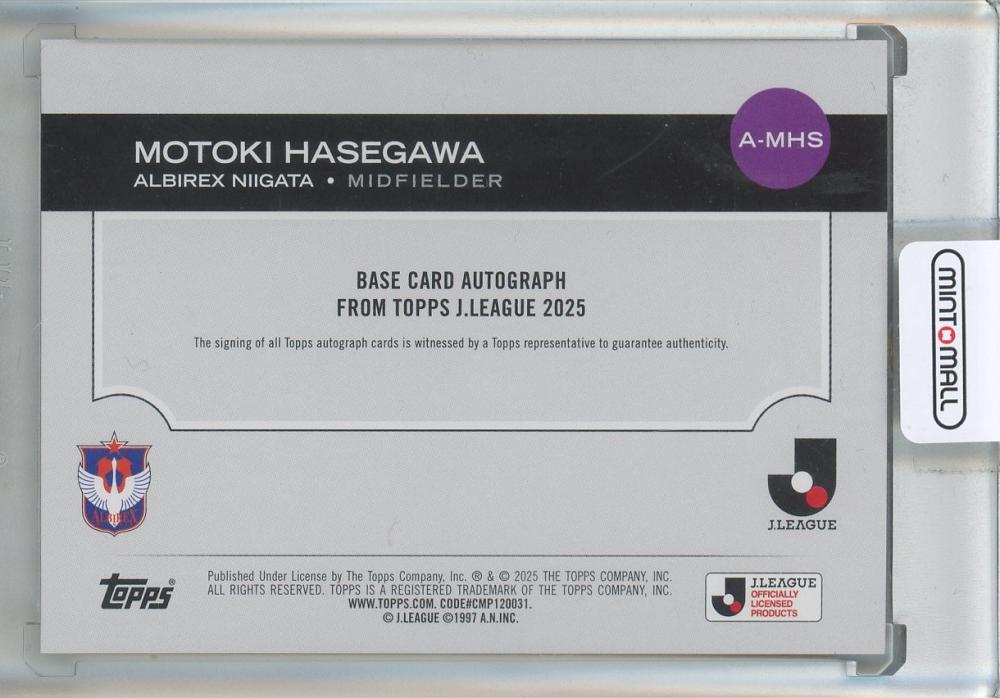 MOTOKI HASEGAWA
ALBIREX NIIGATA • MIDFIELDER
A-MHS
BASE CARD AUTOGRAPH
FROM TOPPS J.LEAGUE 2025
The signing of all Topps autograph cards is witnessed by a Topps representative to guarantee authenticity.
MINT MALL
ALBIREX
J.LEAGUE
topps®
Published Under License by The Topps Company, Inc. ® & © 2025 THE TOPPS COMPANY, INC.
ALL RIGHTS RESERVED. TOPPS IS A REGISTERED TRADEMARK OF THE TOPPS COMPANY, INC.
WWW.TOPPS.COM. CODE#CMP120031.
© J.LEAGUE ©1997 A.N.INC.
J.LEAGUE
OFFICIALLY
LICENSED
PRODUCTS